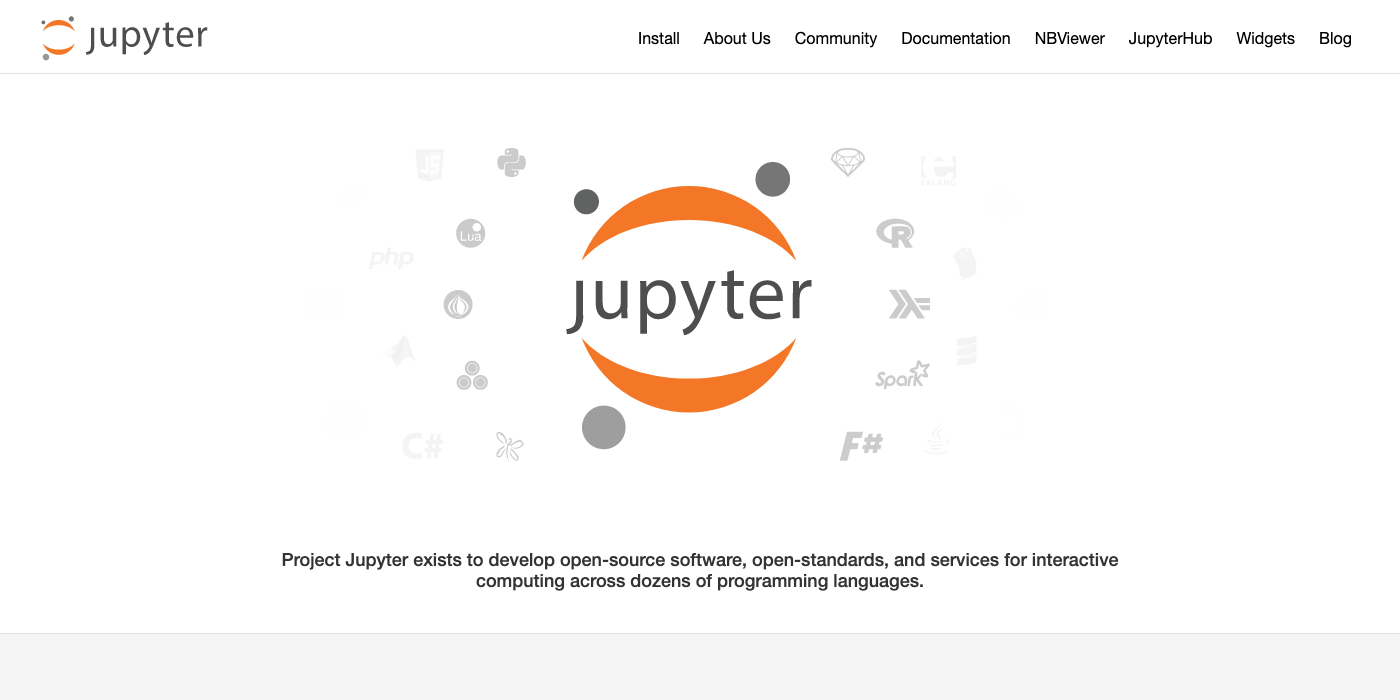 jupyter
Install About Us Community Documentation NBViewer JupyterHub Widgets Blog
JS
ERLANG
Lua
R
php
jupyter
Spark
C#
F#
Project Jupyter exists to develop open-source software, open-standards, and services for interactive
computing across dozens of programming languages.